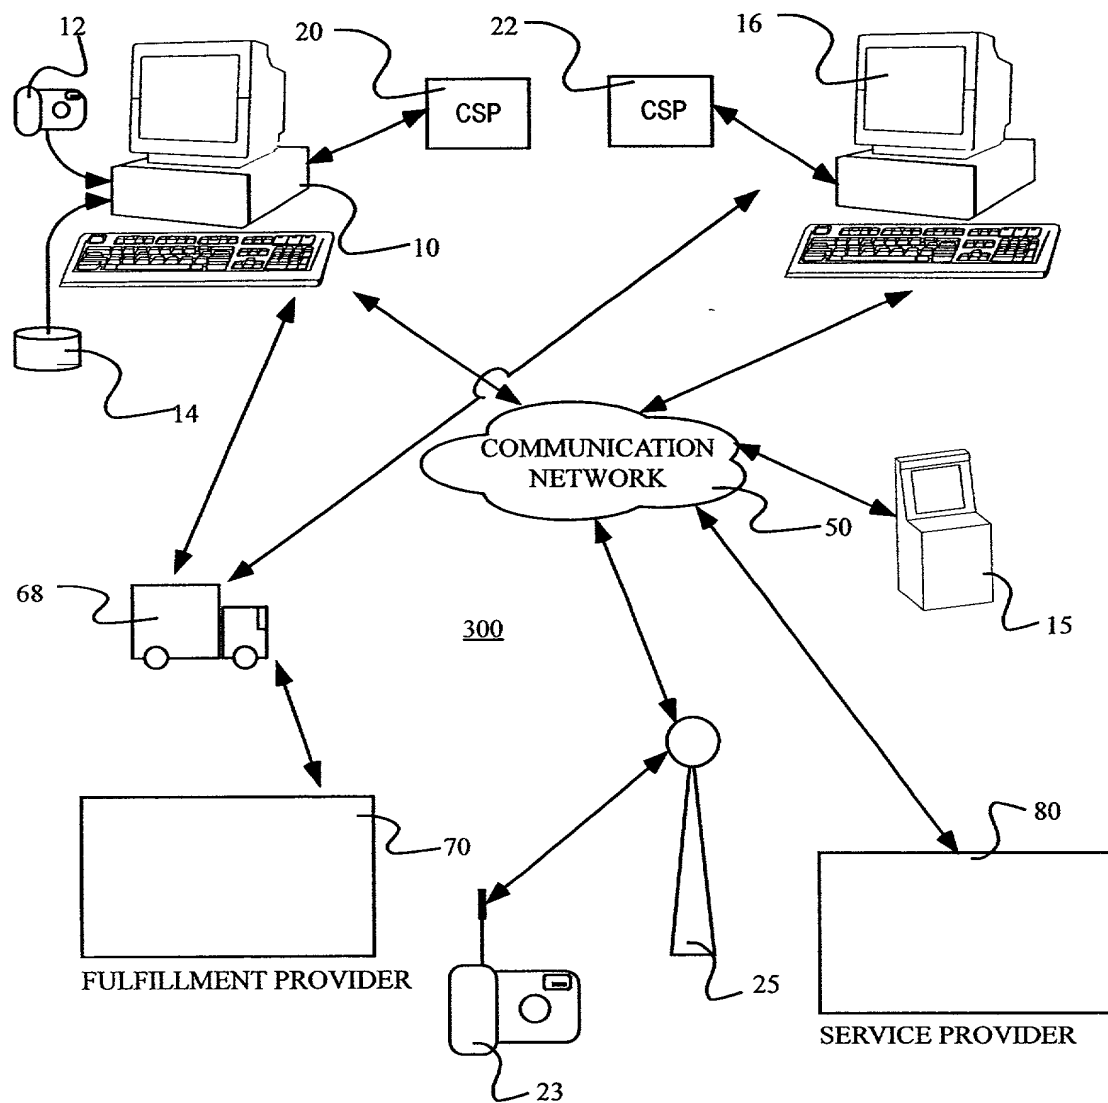 12
20
22
16
CSP
CSP
10
14
COMMUNICATION
NETWORK
50
68
300
15
70
80
FULFILLMENT PROVIDER
25
SERVICE PROVIDER
23